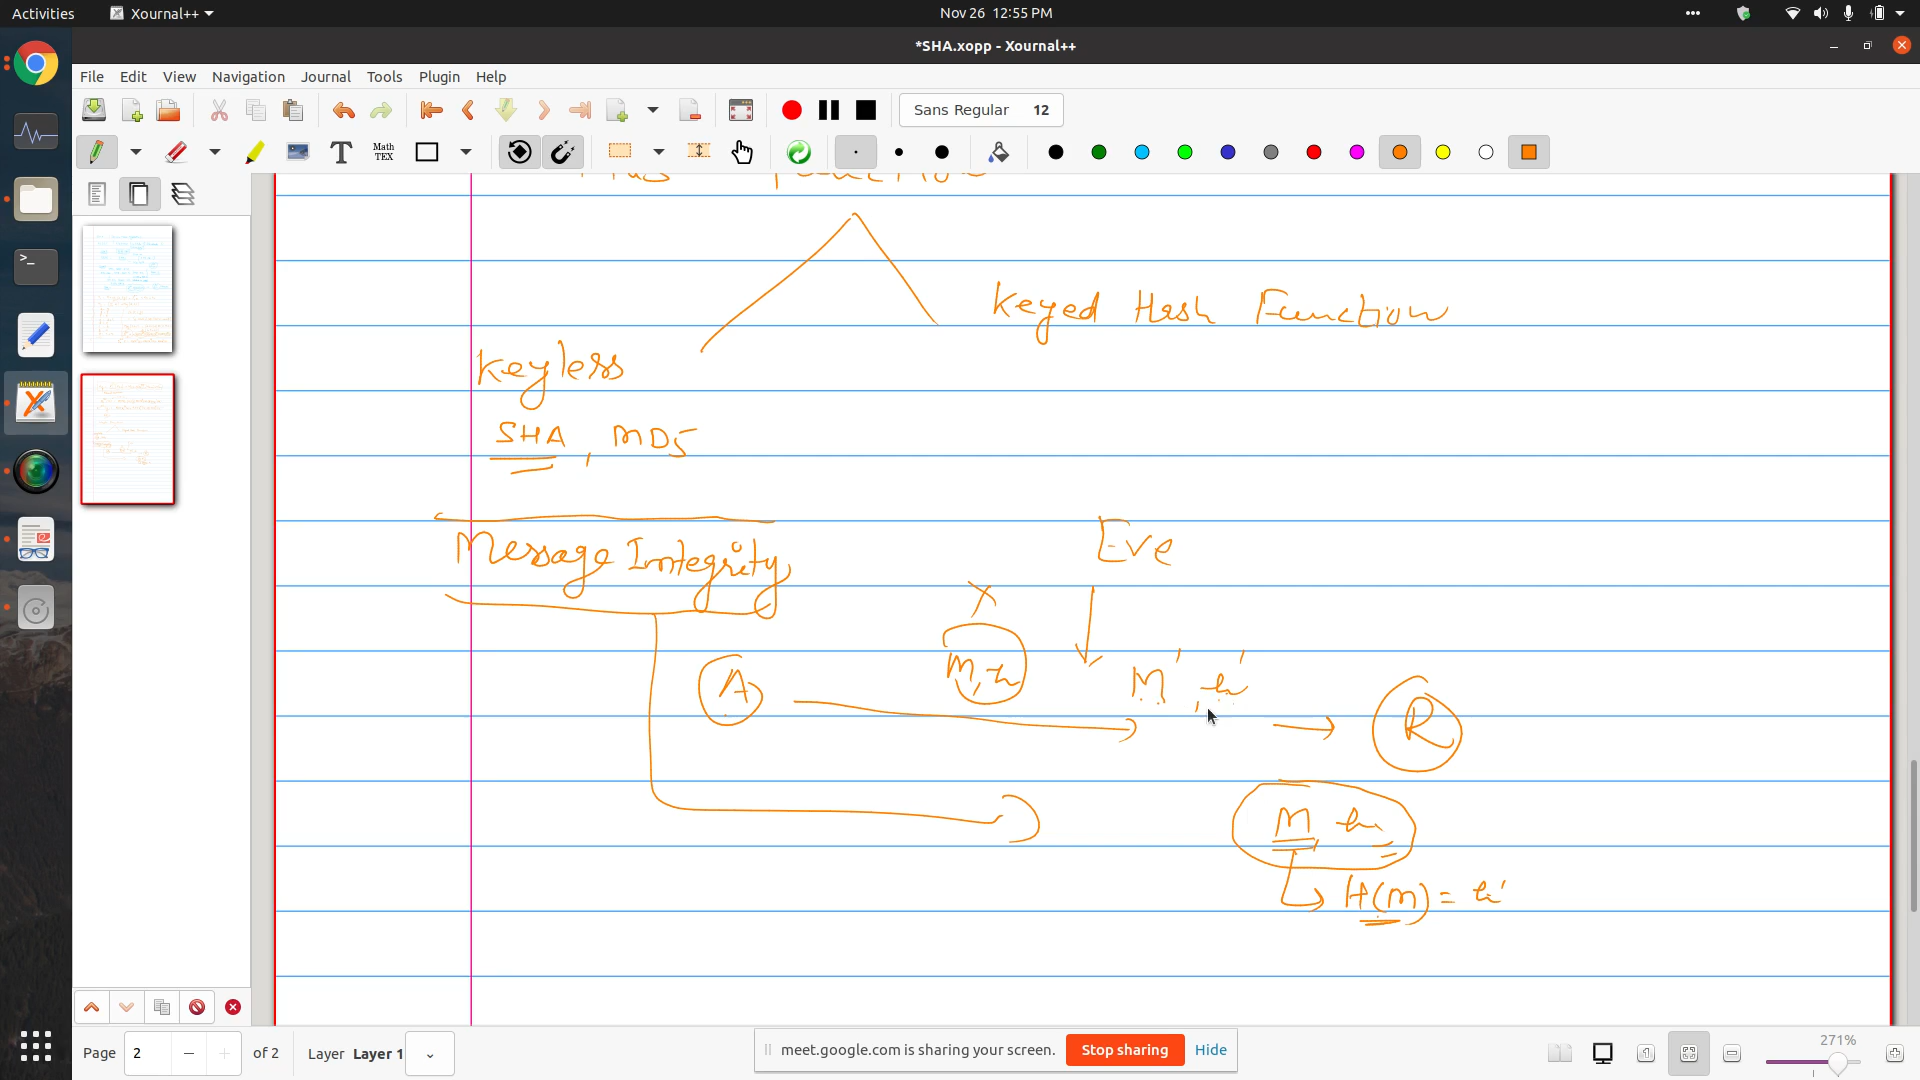 Activities Xournal++ Nov 26 12:55 PM
*SHA.xopp - Xournal++
File Edit View Navigation Journal Tools Plugin Help
Sans Regular 12
Math
TEX
Keyed Hash Function
Keyless
SHA, MD5
Message Integrity
Eve
X
A
M, h
M', h'
R
M, h
H(M) = h'
Page 2 of 2 Layer Layer 1
meet.google.com is sharing your screen. Stop sharing Hide
271%